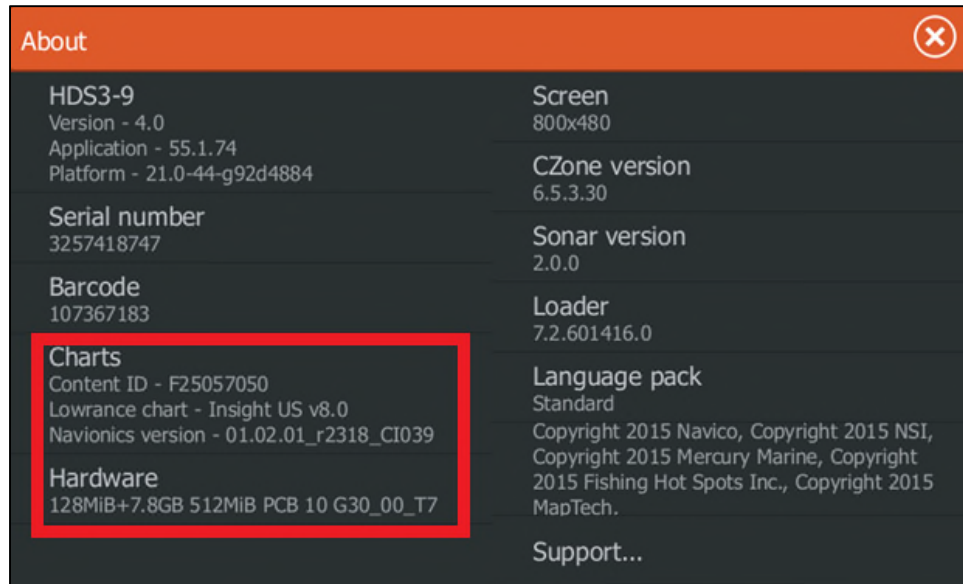 About
HDS3-9
Version - 4.0
Application - 55.1.74
Platform - 21.0-44-g92d4884
Serial number
3257418747
Barcode
107367183
Charts
Content ID - F25057050
Lowrance chart - Insight US v8.0
Navionics version - 01.02.01_r2318_CI039
Hardware
128MiB+7.8GB 512MiB PCB 10 G30_00_T7
Screen
800x480
CZone version
6.5.3.30
Sonar version
2.0.0
Loader
7.2.601416.0
Language pack
Standard
Copyright 2015 Navico, Copyright 2015 NSI,
Copyright 2015 Mercury Marine, Copyright
2015 Fishing Hot Spots Inc., Copyright 2015
MapTech.
Support...